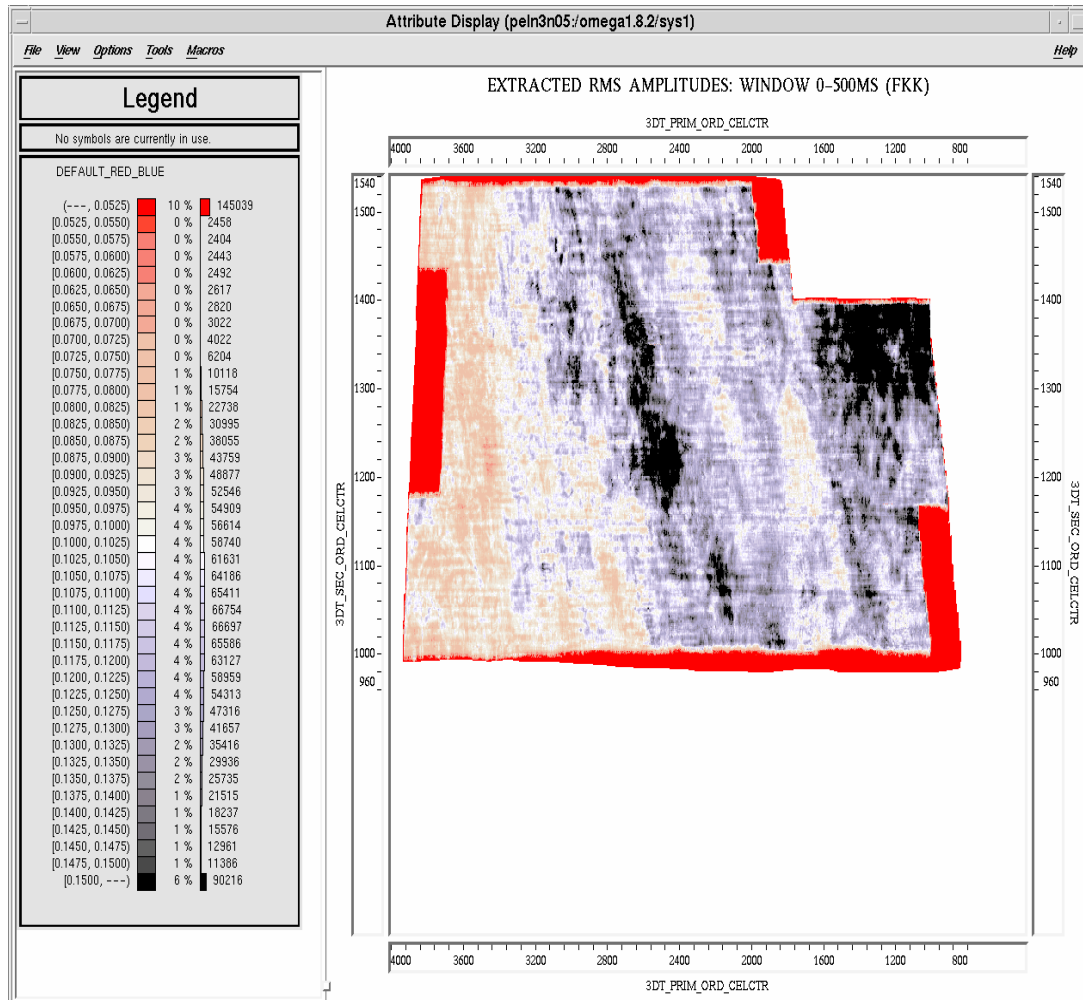 Attribute Display (peln3n05:/omega1.8.2/sys1)
File View Options Tools Macros Help
Legend
No symbols are currently in use.
DEFAULT_RED_BLUE
(---, 0.0525) 10 % 145039
[0.0525, 0.0550) 0 % 2458
[0.0550, 0.0575) 0 % 2404
[0.0575, 0.0600) 0 % 2443
[0.0600, 0.0625) 0 % 2492
[0.0625, 0.0650) 0 % 2617
[0.0650, 0.0675) 0 % 2820
[0.0675, 0.0700) 0 % 3022
[0.0700, 0.0725) 0 % 4022
[0.0725, 0.0750) 0 % 6204
[0.0750, 0.0775) 1 % 10118
[0.0775, 0.0800) 1 % 15754
[0.0800, 0.0825) 1 % 22738
[0.0825, 0.0850) 2 % 30995
[0.0850, 0.0875) 2 % 38055
[0.0875, 0.0900) 3 % 43759
[0.0900, 0.0925) 3 % 48877
[0.0925, 0.0950) 3 % 52546
[0.0950, 0.0975) 4 % 54909
[0.0975, 0.1000) 4 % 56614
[0.1000, 0.1025) 4 % 58740
[0.1025, 0.1050) 4 % 61631
[0.1050, 0.1075) 4 % 64186
[0.1075, 0.1100) 4 % 65411
[0.1100, 0.1125) 4 % 66754
[0.1125, 0.1150) 4 % 66697
[0.1150, 0.1175) 4 % 65586
[0.1175, 0.1200) 4 % 63127
[0.1200, 0.1225) 4 % 58959
[0.1225, 0.1250) 4 % 54313
[0.1250, 0.1275) 3 % 47316
[0.1275, 0.1300) 3 % 41657
[0.1300, 0.1325) 2 % 35416
[0.1325, 0.1350) 2 % 29936
[0.1350, 0.1375) 2 % 25735
[0.1375, 0.1400) 1 % 21515
[0.1400, 0.1425) 1 % 18237
[0.1425, 0.1450) 1 % 15576
[0.1450, 0.1475) 1 % 12961
[0.1475, 0.1500) 1 % 11386
[0.1500, ---) 6 % 90216
EXTRACTED RMS AMPLITUDES: WINDOW 0-500MS (FKK)
3DT_PRIM_ORD_CELCTR
4000 3600 3200 2800 2400 2000 1600 1200 800
1540
1500
1400
1300
1200
1100
1000
960
3DT_SEC_ORD_CELCTR
1540
1500
1400
1300
1200
1100
1000
960
3DT_SEC_ORD_CELCTR
4000 3600 3200 2800 2400 2000 1600 1200 800
3DT_PRIM_ORD_CELCTR